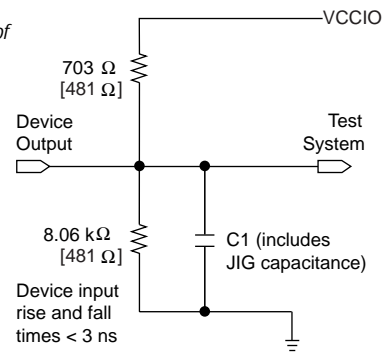 of
VCCIO
703 Ω
[481 Ω]
Device
Output
Test
System
8.06 kΩ
[481 Ω]
C1 (includes
JIG capacitance)
Device input
rise and fall
times < 3 ns